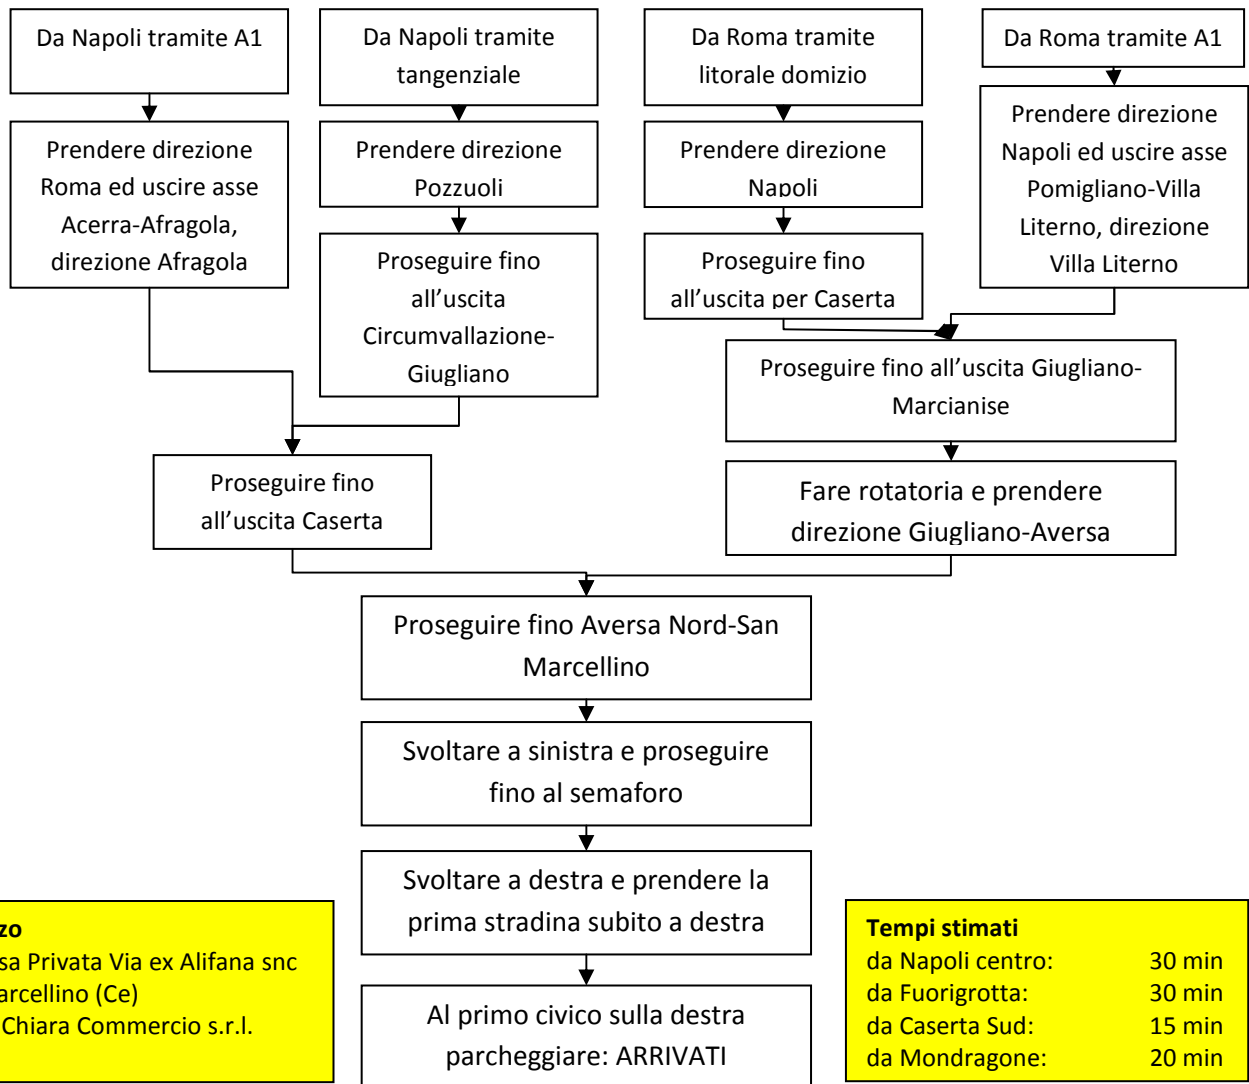 Da Napoli tramite A1
Da Napoli tramite
tangenziale
Da Roma tramite
litorale domizio
Da Roma tramite A1
Prendere direzione
Roma ed uscire asse
Acerra-Afragola,
direzione Afragola
Prendere direzione
Pozzuoli
Prendere direzione
Napoli
Prendere direzione
Napoli ed uscire asse
Pomigliano-Villa
Literno, direzione
Villa Literno
Proseguire fino
all’uscita
Circumvallazione-
Giugliano
Proseguire fino
all’uscita per Caserta
Proseguire fino all’uscita Giugliano-
Marcianise
Proseguire fino
all’uscita Caserta
Fare rotatoria e prendere
direzione Giugliano-Aversa
Proseguire fino Aversa Nord-San
Marcellino
Svoltare a sinistra e proseguire
fino al semaforo
Svoltare a destra e prendere la
prima stradina subito a destra
Al primo civico sulla destra
parcheggiare: ARRIVATI
zo
sa Privata Via ex Alifana snc
arcellino (Ce)
Chiara Commercio s.r.l.
Tempi stimati
da Napoli centro: 30 min
da Fuorigrotta: 30 min
da Caserta Sud: 15 min
da Mondragone: 20 min